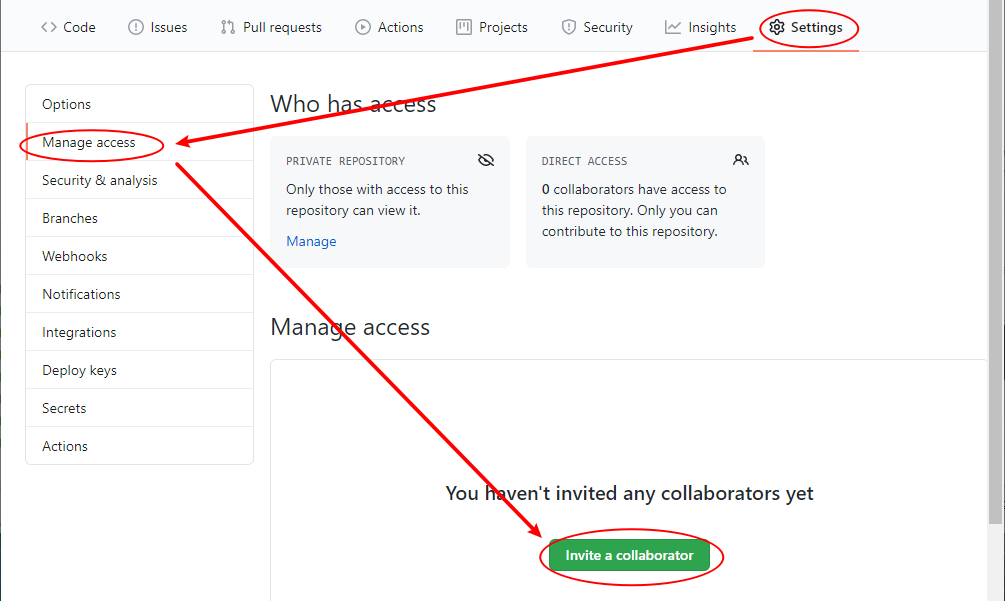 Code Issues Pull requests Actions Projects Security Insights Settings
Options
Manage access
Security & analysis
Branches
Webhooks
Notifications
Integrations
Deploy keys
Secrets
Actions
Who has access
PRIVATE REPOSITORY
Only those with access to this
repository can view it.
Manage
DIRECT ACCESS
0 collaborators have access to
this repository. Only you can
contribute to this repository.
Manage access
You haven't invited any collaborators yet
Invite a collaborator